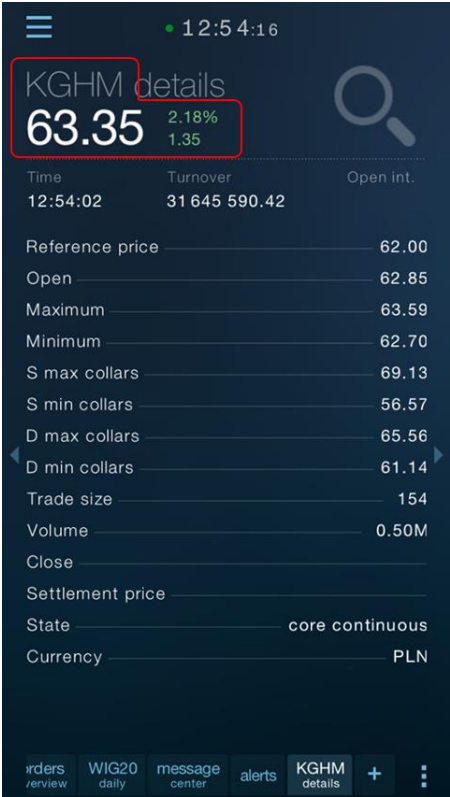 12:54:16
KGHM details
63.35 2.18%
1.35
Time Turnover Open int.
12:54:02 31 645 590.42
Reference price 62.00
Open 62.85
Maximum 63.59
Minimum 62.70
S max collars 69.13
S min collars 56.57
D max collars 65.56
D min collars 61.14
Trade size 154
Volume 0.50M
Close
Settlement price
State core continuous
Currency PLN
WIG20 message alerts KGHM +
daily center details